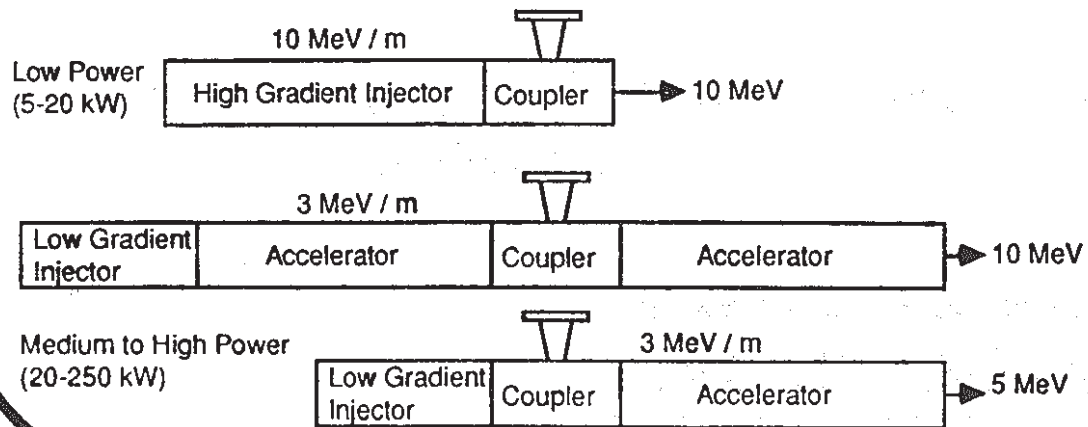 10 MeV / m
Low Power
(5-20 kW)
High Gradient Injector
Coupler
10 MeV
3 MeV / m
Low Gradient
Injector
Accelerator
Coupler
Accelerator
10 MeV
Medium to High Power
(20-250 kW)
3 MeV / m
Low Gradient
Injector
Coupler
Accelerator
5 MeV